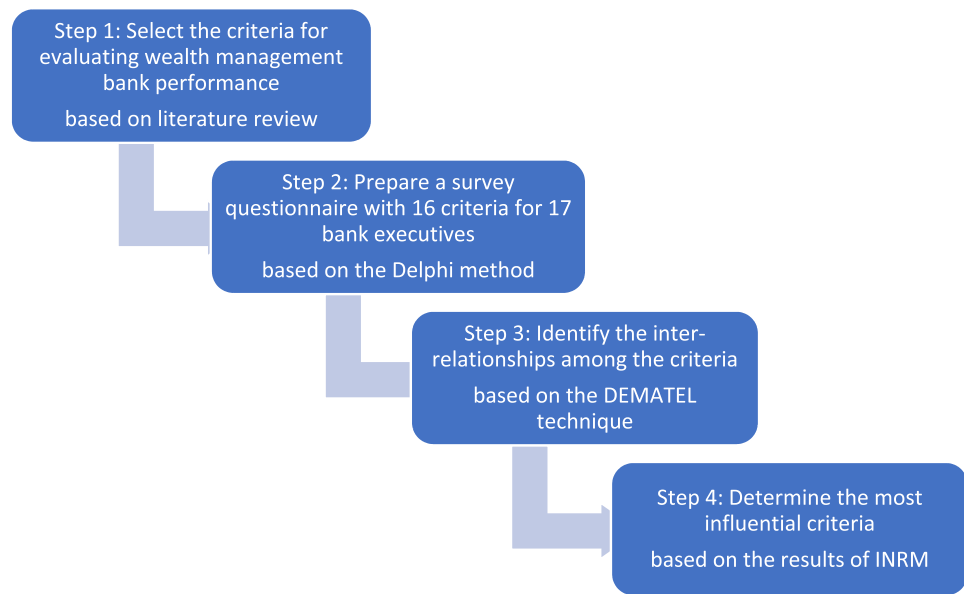 Step 1: Select the criteria for
evaluating wealth management
bank performance
based on literature review
Step 2: Prepare a survey
questionnaire with 16 criteria for 17
bank executives
based on the Delphi method
Step 3: Identify the inter-
relationships among the criteria
based on the DEMATEL
technique
Step 4: Determine the most
influential criteria
based on the results of INRM